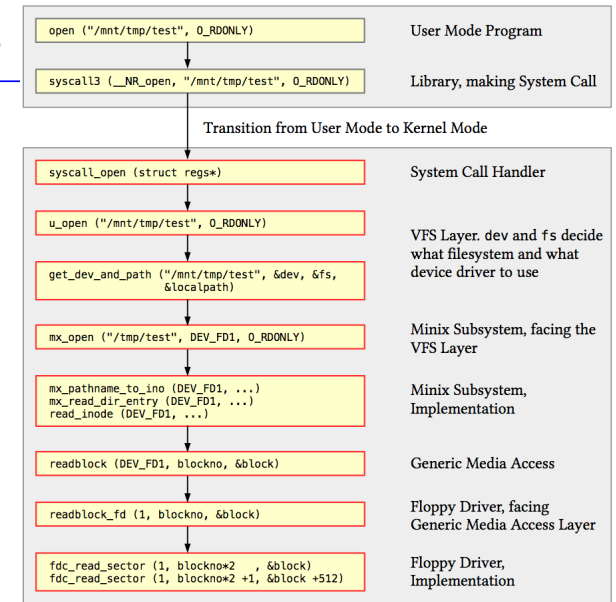 open ("/mnt/tmp/test", O_RDONLY)
User Mode Program
syscall3 (__NR_open, "/mnt/tmp/test", O_RDONLY)
Library, making System Call
Transition from User Mode to Kernel Mode
syscall_open (struct regs*)
System Call Handler
u_open ("/mnt/tmp/test", O_RDONLY)
VFS Layer. dev and fs decide
what filesystem and what
device driver to use
get_dev_and_path ("/mnt/tmp/test", &dev, &fs,
&localpath)
mx_open ("/tmp/test", DEV_FD1, O_RDONLY)
Minix Subsystem, facing the
VFS Layer
mx_pathname_to_ino (DEV_FD1, ...)
mx_read_dir_entry (DEV_FD1, ...)
read_inode (DEV_FD1, ...)
Minix Subsystem,
Implementation
readblock (DEV_FD1, blockno, &block)
Generic Media Access
readblock_fd (1, blockno, &block)
Floppy Driver, facing
Generic Media Access Layer
fdc_read_sector (1, blockno*2   , &block)
fdc_read_sector (1, blockno*2 +1, &block +512)
Floppy Driver,
Implementation